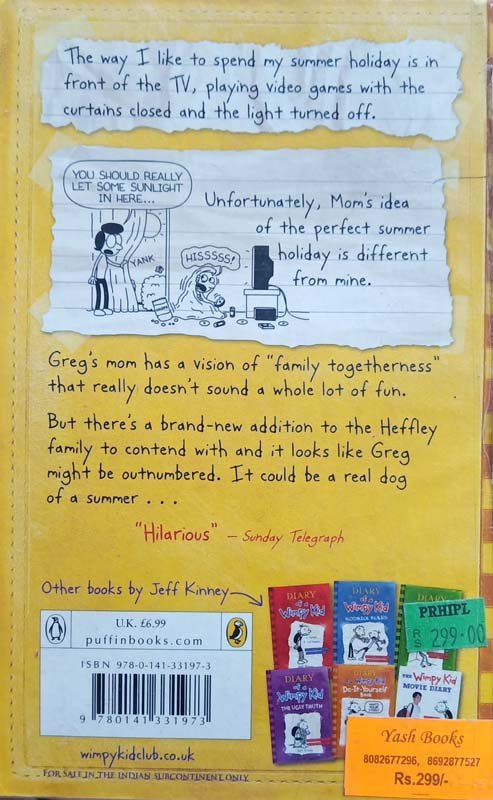 The way I like to spend my summer holiday is in
front of the TV, playing video games with the
curtains closed and the light turned off.
YOU SHOULD REALLY
LET SOME SUNLIGHT
IN HERE...
YANK
HISSSSS!
Unfortunately, Mom's idea
of the perfect summer
holiday is different
from mine.
Greg's mom has a vision of "family togetherness"
that really doesn't sound a whole lot of fun.
But there's a brand-new addition to the Heffley
family to contend with and it looks like Greg
might be outnumbered. It could be a real dog
of a summer . . .
"Hilarious" – Sunday Telegraph
Other books by Jeff Kinney
DIARY
of a
Wimpy Kid
DIARY
of a
Wimpy Kid
RODRICK RULES
DIARY
DIARY
of a
Wimpy Kid
THE UGLY TRUTH
DIARY
of a
Wimpy Kid
Do-It-Yourself
Book
THE Wimpy Kid
MOVIE DIARY
PRHIPL
RS 299-00
U.K. £6.99
puffinbooks.com
ISBN 978-0-141-33197-3
9 780141 331973
wimpykidclub.co.uk
FOR SALE IN THE INDIAN SUBCONTINENT ONLY
Yash Books
8082677296, 8692877527
Rs.299/-